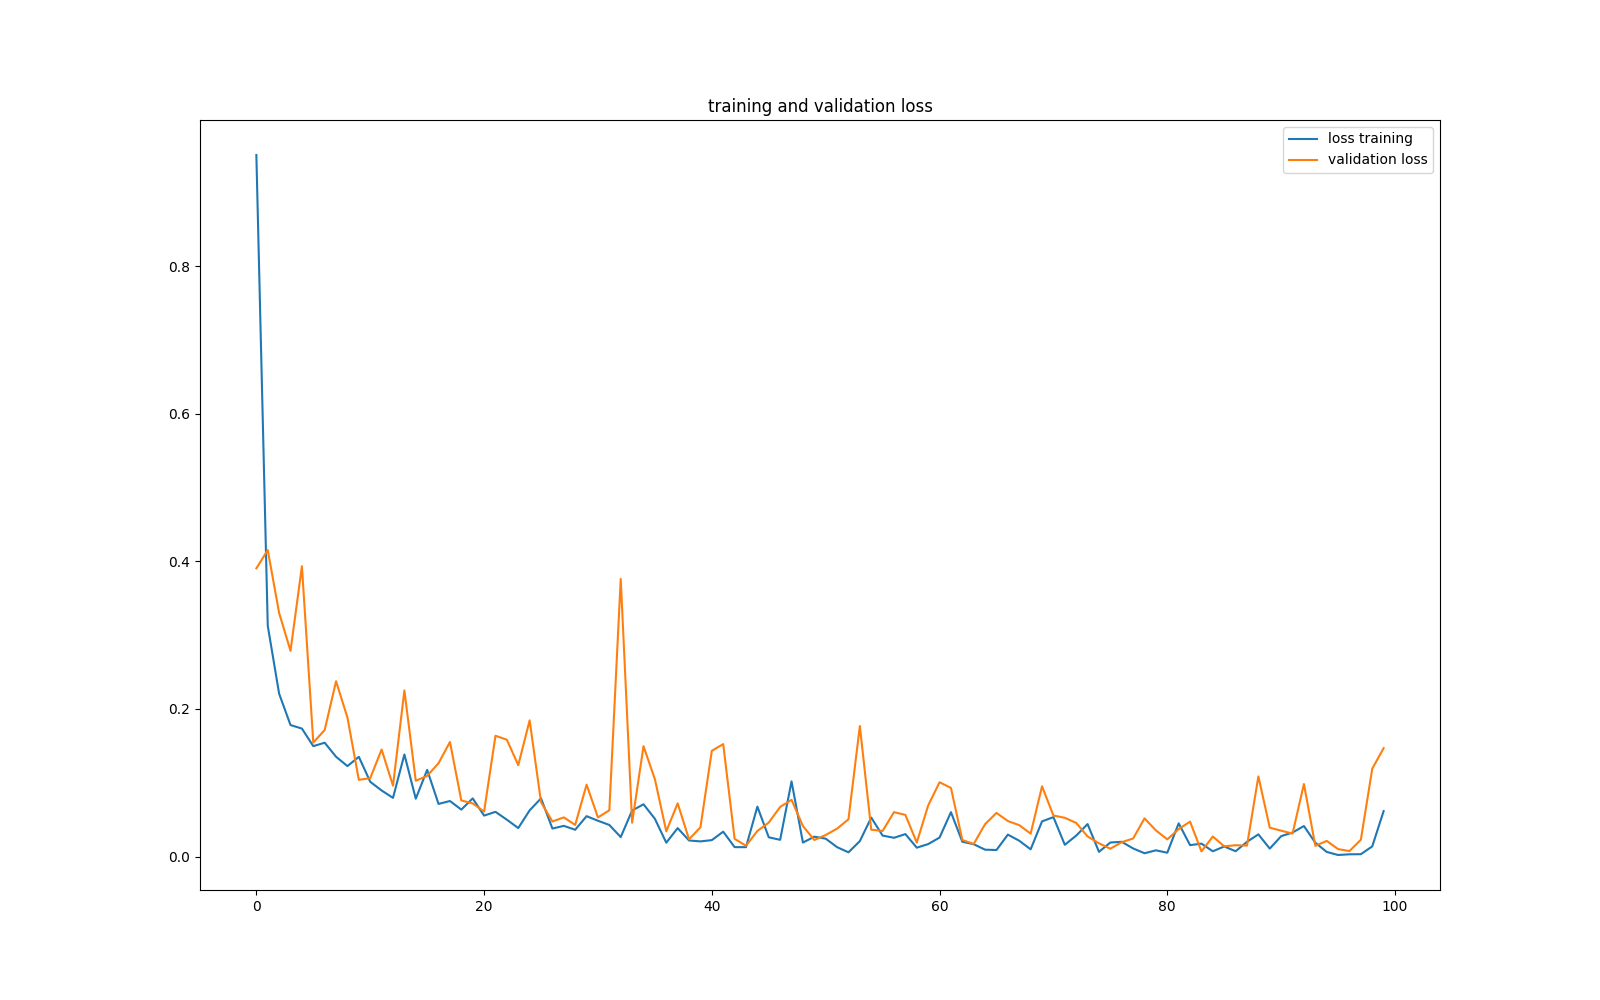 training and validation loss
loss training
validation loss
0.8
0.6
0.4
0.2
0.0
0 20 40 60 80 100